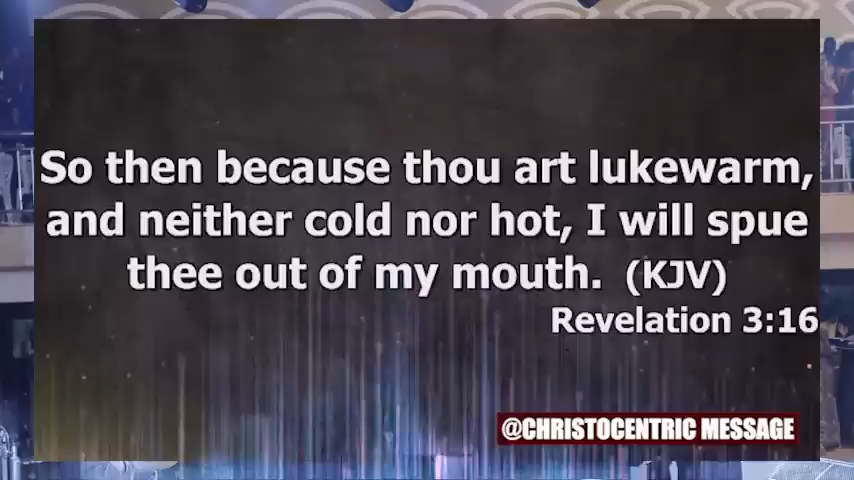 So then because thou art lukewarm,
and neither cold nor hot, I will spue
thee out of my mouth. (KJV)
Revelation 3:16
@CHRISTOCENTRIC MESSAGE